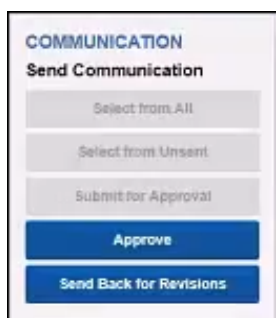 COMMUNICATION
Send Communication
Select from All
Select from Unsent
Submit for Approval
Approve
Send Back for Revisions